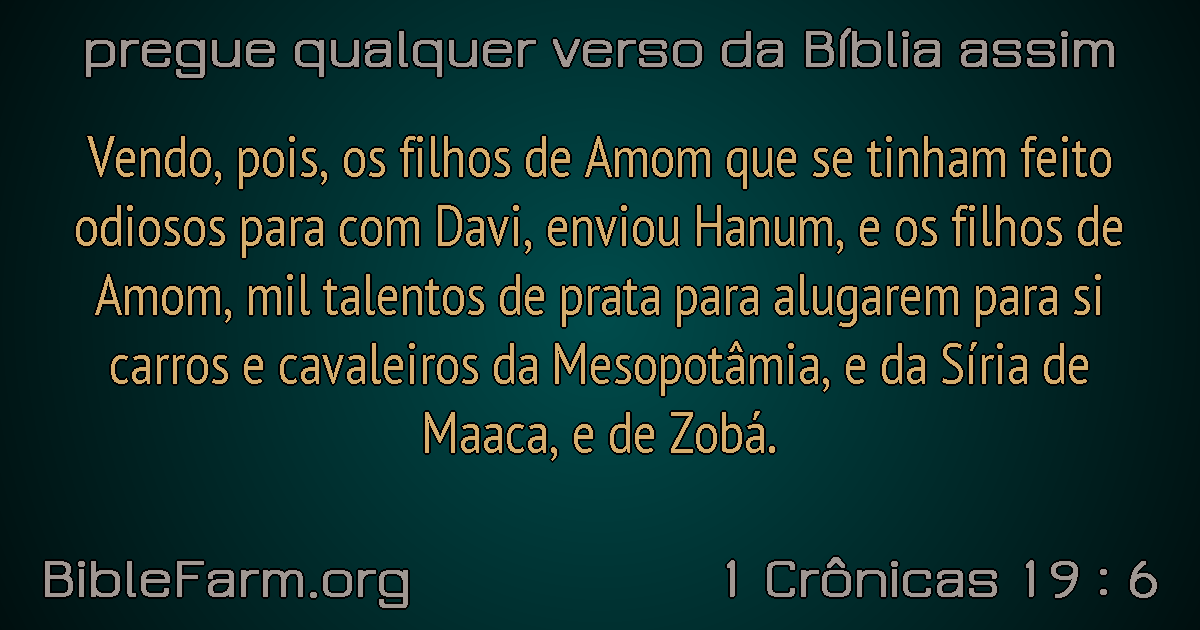 pregue qualquer verso da Bíblia assim
Vendo, pois, os filhos de Amom que se tinham feito
odiosos para com Davi, enviou Hanum, e os filhos de
Amom, mil talentos de prata para alugarem para si
carros e cavaleiros da Mesopotâmia, e da Síria de
Maaca, e de Zobá.
BibleFarm.org
1 Crônicas 19 : 6